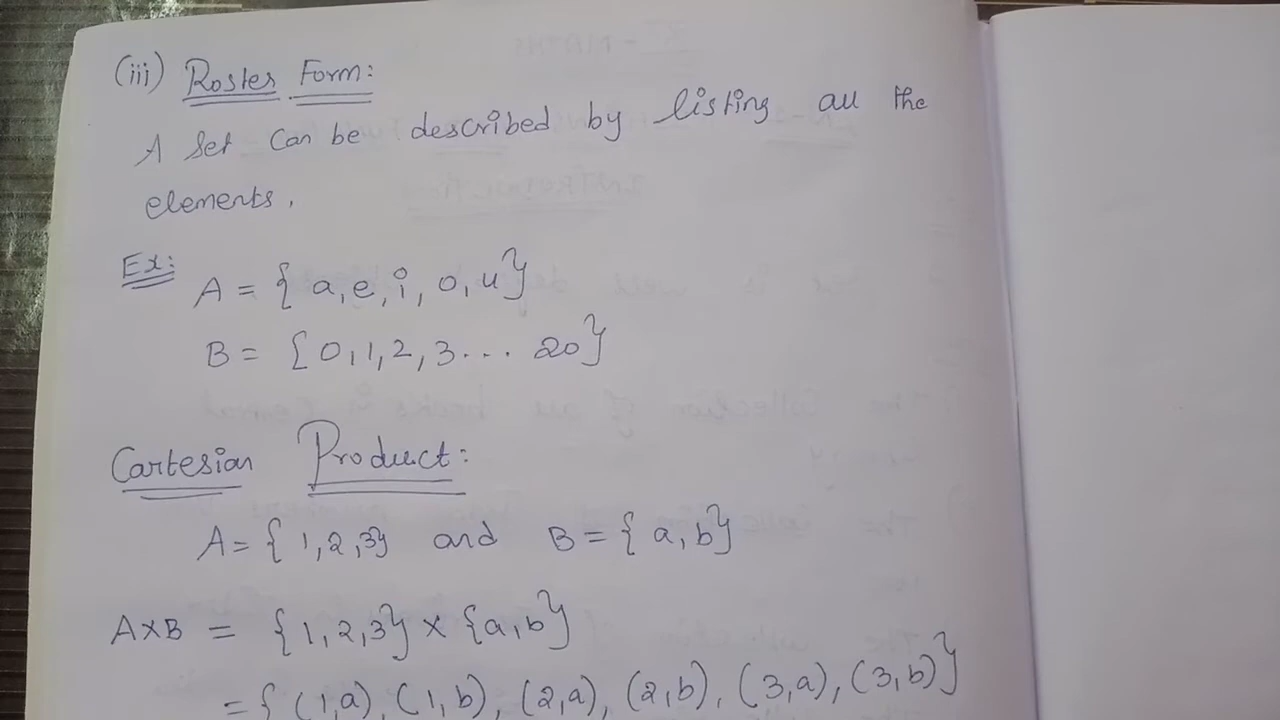 (iii) Roster Form:
A set can be described by listing all the
elements.
Ex:
A = { a, e, i, o, u }
B = { 0, 1, 2, 3 ... 20 }
Cartesian Product:
A = { 1, 2, 3 } and B = { a, b }
A×B = { 1, 2, 3 } × { a, b }
= { (1,a), (1,b), (2,a), (2,b), (3,a), (3,b) }